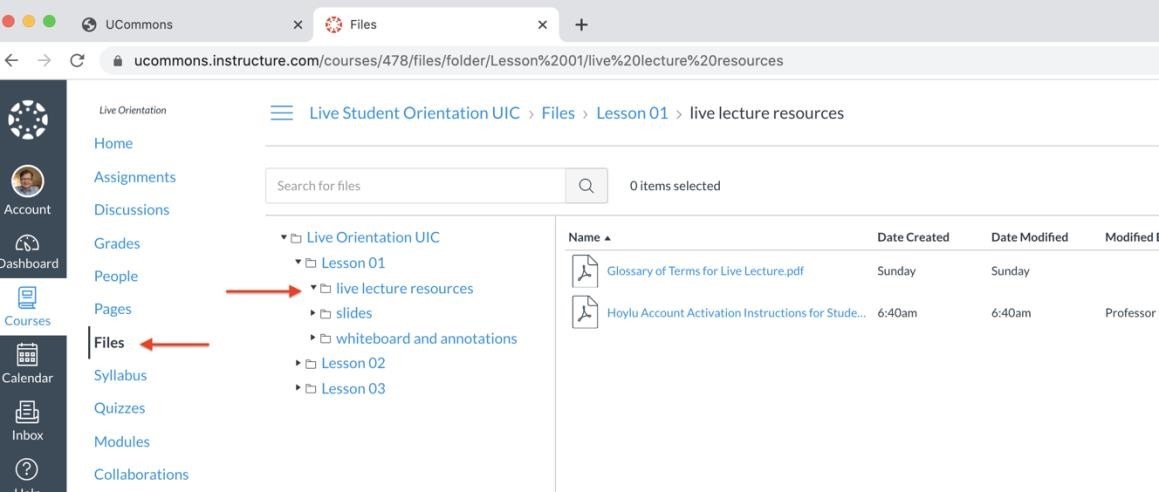 UCommons
Files
ucommons.instructure.com/courses/478/files/folder/Lesson%2001/live%20lecture%20resources
Live Orientation
Live Student Orientation UIC > Files > Lesson 01 > live lecture resources
Account
Dashboard
Courses
Calendar
Inbox
Help
Home
Assignments
Discussions
Grades
People
Pages
Files
Syllabus
Quizzes
Modules
Collaborations
Search for files
0 items selected
Live Orientation UIC
Lesson 01
live lecture resources
slides
whiteboard and annotations
Lesson 02
Lesson 03
Name Date Created Date Modified Modified
Glossary of Terms for Live Lecture.pdf Sunday Sunday
Hoylu Account Activation Instructions for Stude... 6:40am 6:40am Professor